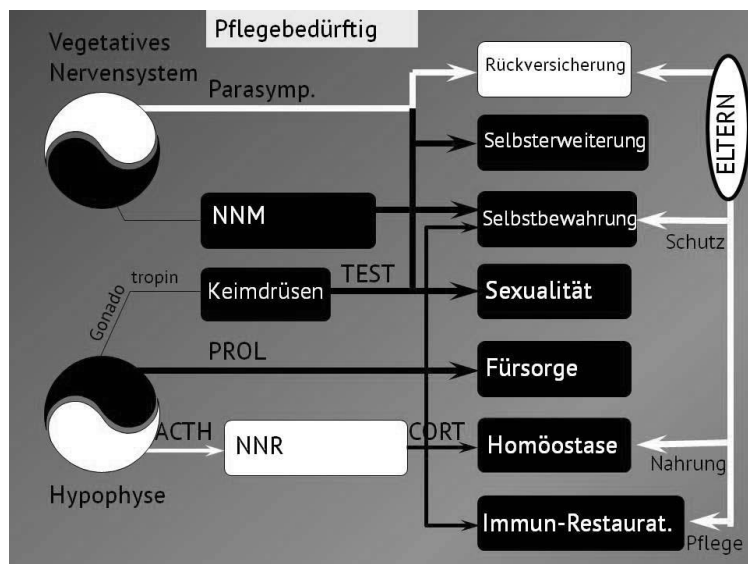 Pflegebedürftig
Vegetatives
Nervensystem
Parasymp.
Rückversicherung
ELTERN
Selbsterweiterung
NNM
Selbstbewahrung
Schutz
Gonado
tropin
Keimdrüsen
TEST
Sexualität
PROL
Fürsorge
ACTH
NNR
CORT
Homöostase
Nahrung
Hypophyse
Immun-Restaurat.
Pflege